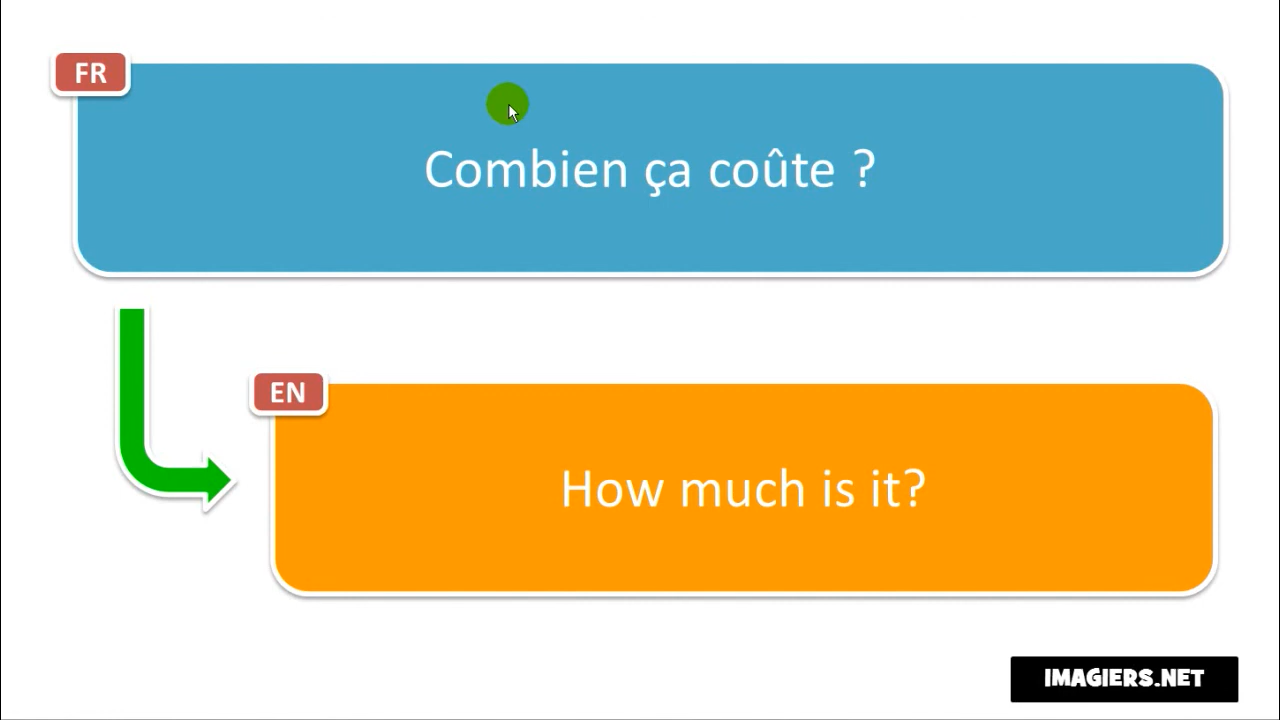 FR
Combien ça coûte ?
EN
How much is it?
IMAGIERS.NET